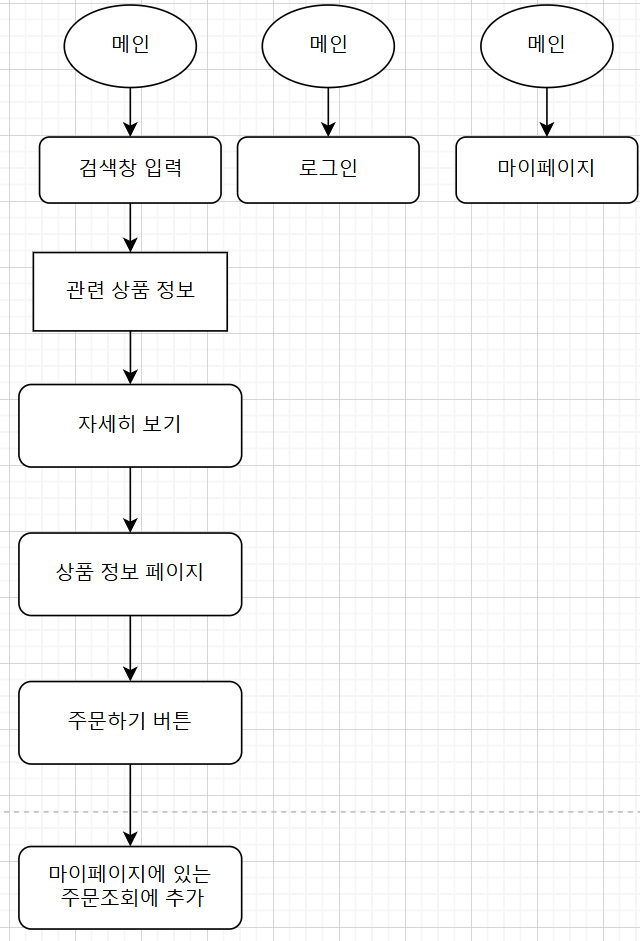 메인
메인
메인
검색창 입력
로그인
마이페이지
관련 상품 정보
자세히 보기
상품 정보 페이지
주문하기 버튼
마이페이지에 있는
주문조회에 추가